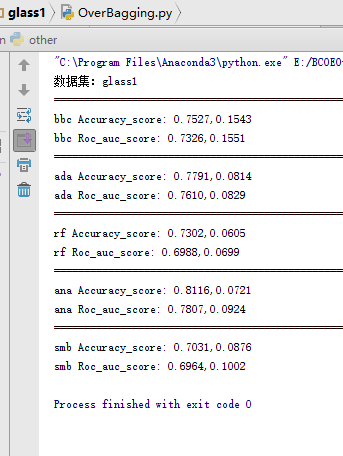 glass1 OverBagging.py
n other
"C:\Program Files\Anaconda3\python.exe" E:/BCOEO
数据集：glass1
bbc Accuracy_score: 0.7527,0.1543
bbc Roc_auc_score: 0.7326,0.1551
ada Accuracy_score: 0.7791,0.0814
ada Roc_auc_score: 0.7610,0.0829
rf Accuracy_score: 0.7302,0.0605
rf Roc_auc_score: 0.6988,0.0699
ana Accuracy_score: 0.8116,0.0721
ana Roc_auc_score: 0.7807,0.0924
smb Accuracy_score: 0.7031,0.0876
smb Roc_auc_score: 0.6964,0.1002
Process finished with exit code 0